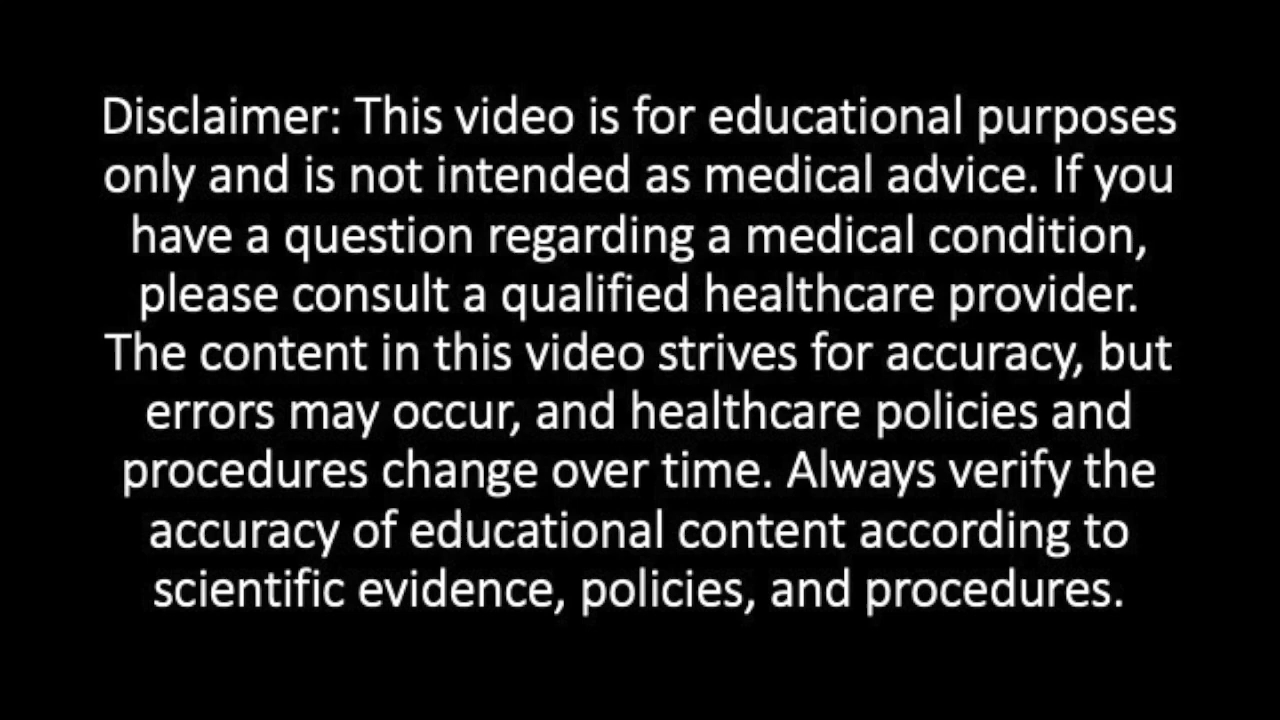 Disclaimer: This video is for educational purposes
only and is not intended as medical advice. If you
have a question regarding a medical condition,
please consult a qualified healthcare provider.
The content in this video strives for accuracy, but
errors may occur, and healthcare policies and
procedures change over time. Always verify the
accuracy of educational content according to
scientific evidence, policies, and procedures.